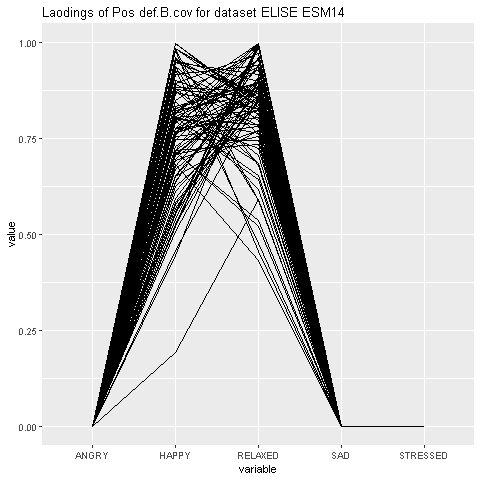 Laodings of Pos def.B.cov for dataset ELISE ESM14
value
1.00
0.75
0.50
0.25
0.00
ANGRY HAPPY RELAXED SAD STRESSED
variable